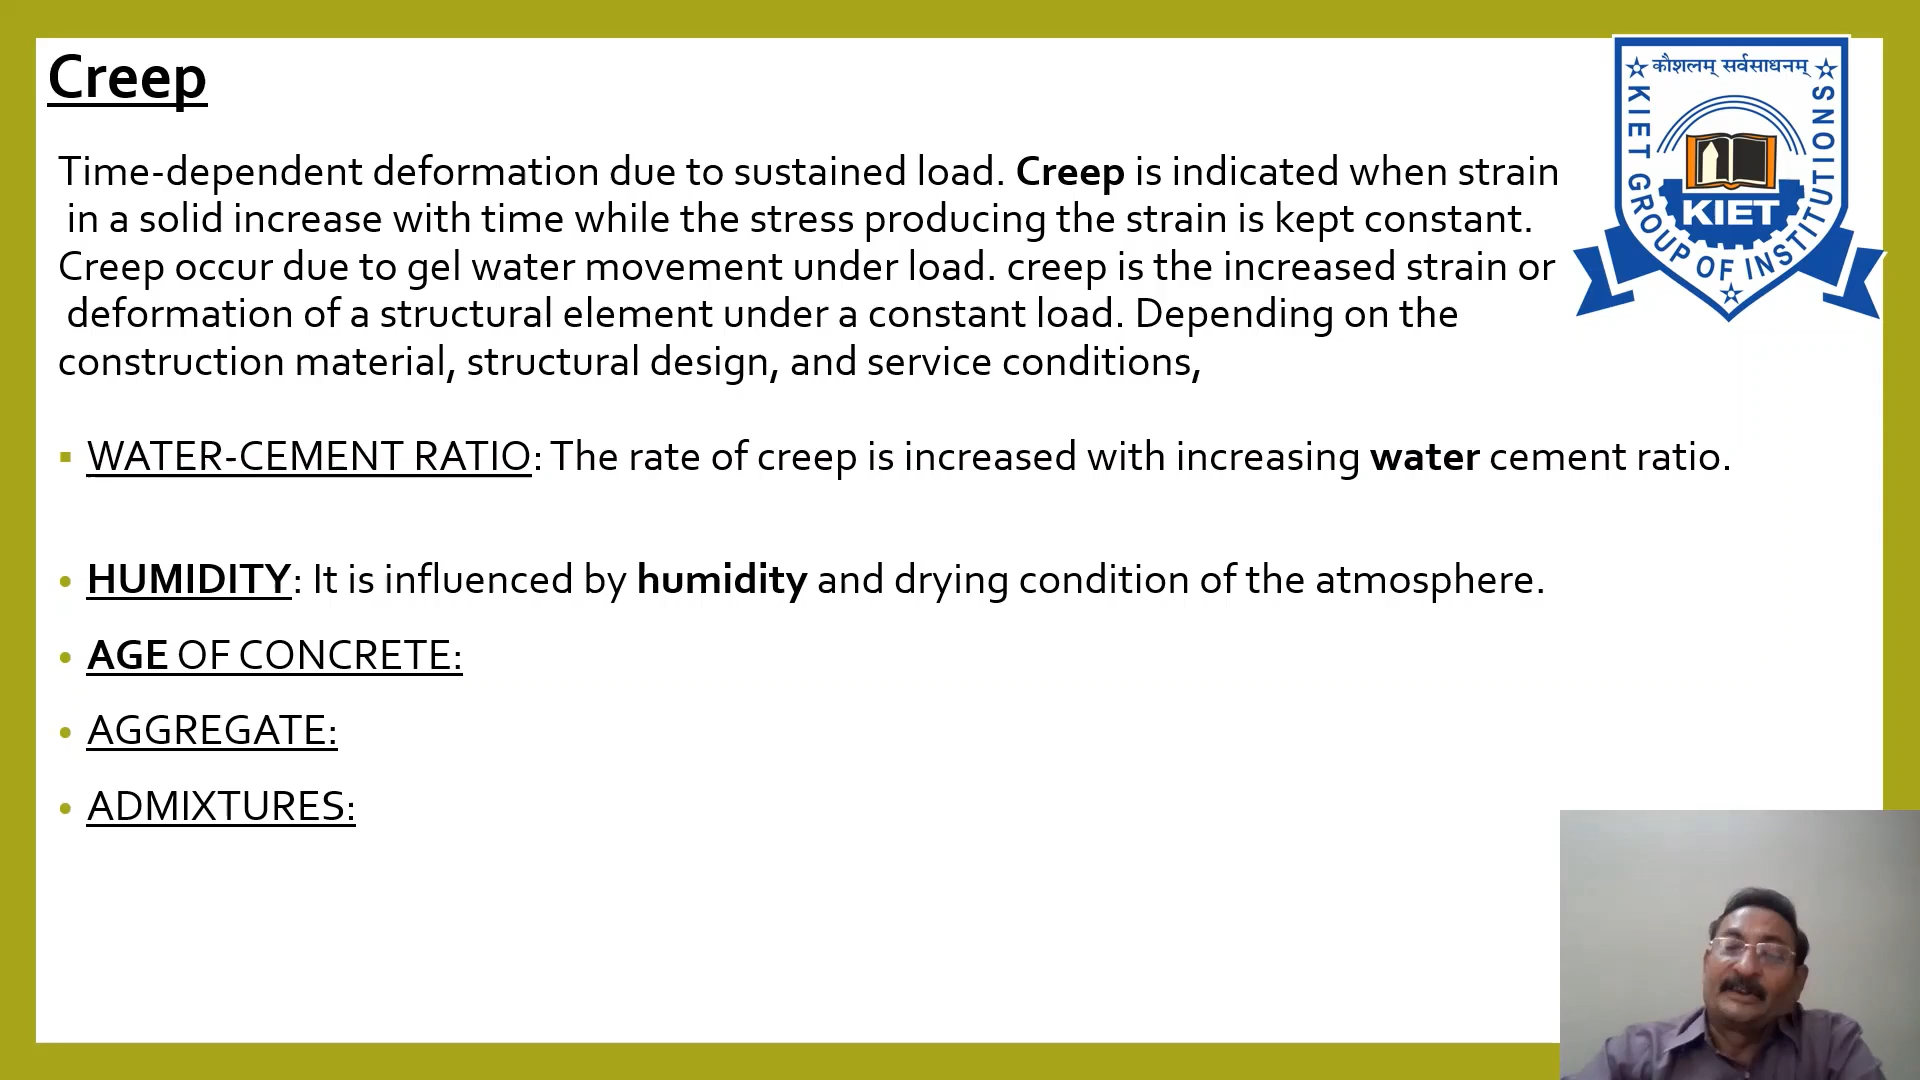 Creep
Time-dependent deformation due to sustained load. Creep is indicated when strain
in a solid increase with time while the stress producing the strain is kept constant.
Creep occur due to gel water movement under load. creep is the increased strain or
deformation of a structural element under a constant load. Depending on the
construction material, structural design, and service conditions,
WATER-CEMENT RATIO: The rate of creep is increased with increasing water cement ratio.
HUMIDITY: It is influenced by humidity and drying condition of the atmosphere.
AGE OF CONCRETE:
AGGREGATE:
ADMIXTURES:
कौशलम् सर्वसाधनम्
KIET GROUP OF INSTITUTIONS
KIET